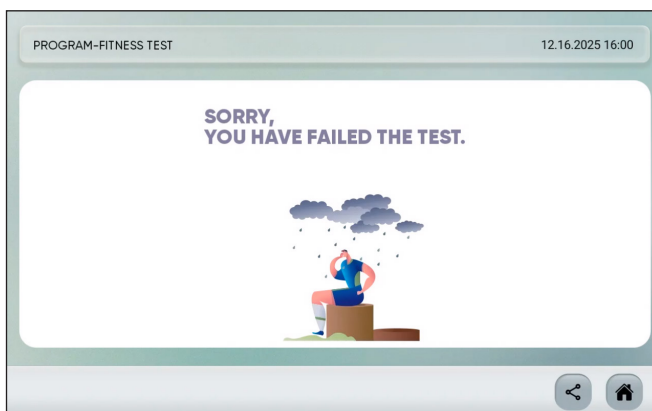 PROGRAM-FITNESS TEST
12.16.2025 16:00
SORRY,
YOU HAVE FAILED THE TEST.